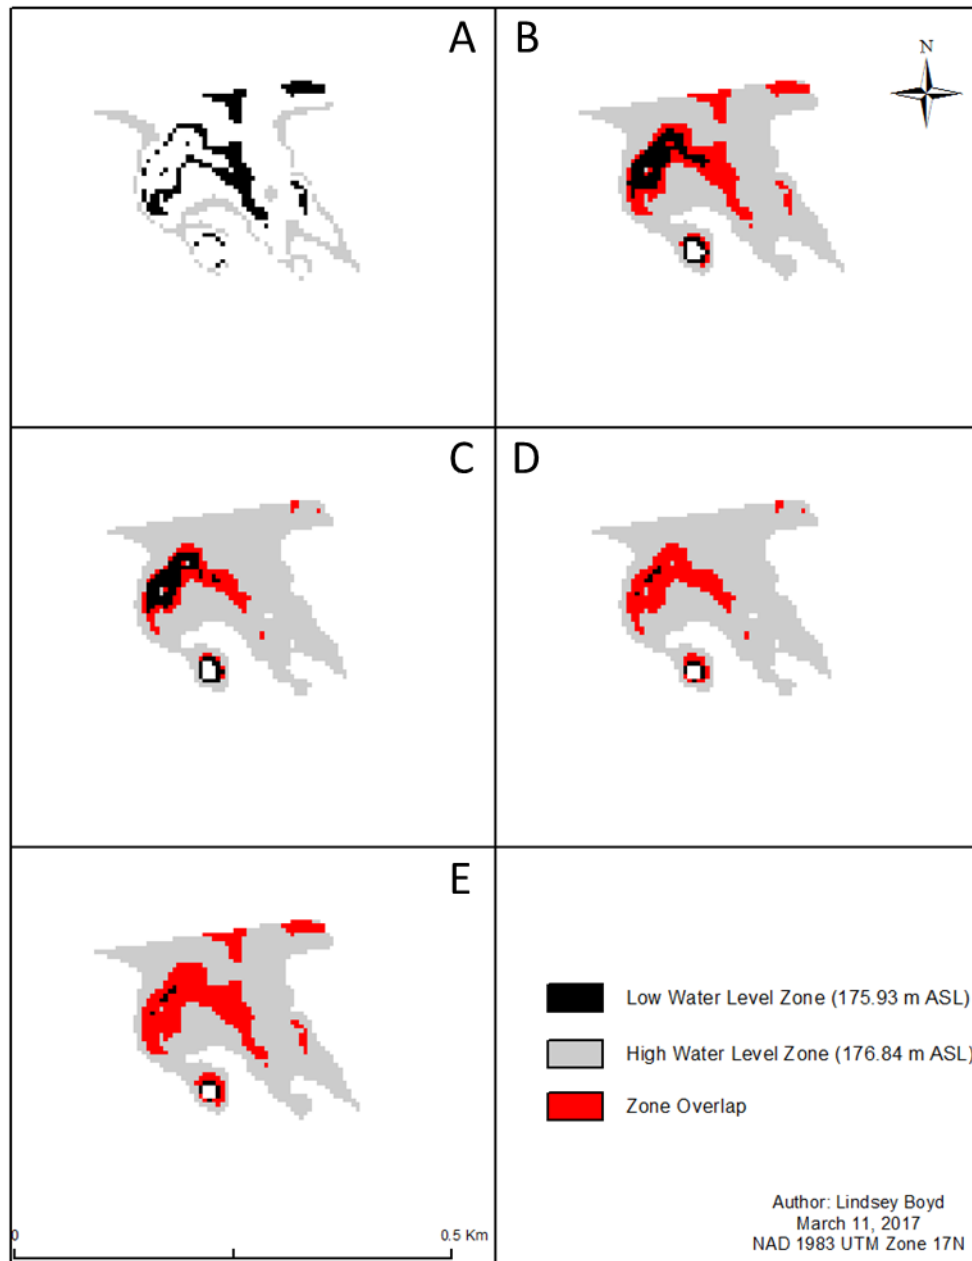 A
B
N
C
D
E
Low Water Level Zone (175.93 m ASL)
High Water Level Zone (176.84 m ASL)
Zone Overlap
Author: Lindsey Boyd
March 11, 2017
NAD 1983 UTM Zone 17N
0
0.5 Km